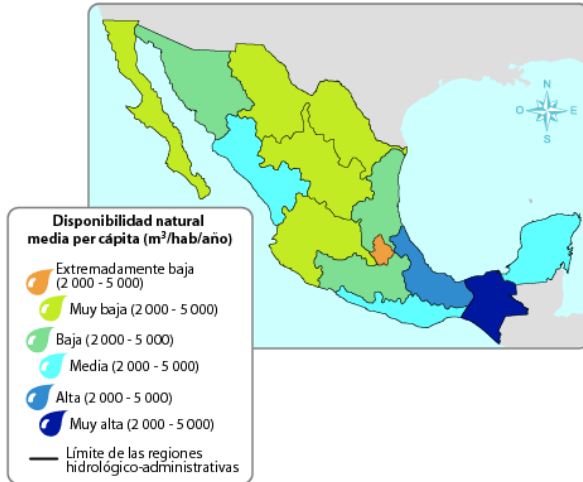 N
O
E
S
Disponibilidad natural
media per cápita (m³/hab/año)
Extremadamente baja
(2 000 - 5 000)
Muy baja (2 000 - 5 000)
Baja (2 000 - 5 000)
Media (2 000 - 5 000)
Alta (2 000 - 5 000)
Muy alta (2 000 - 5 000)
Límite de las regiones
hidrológico-administrativas